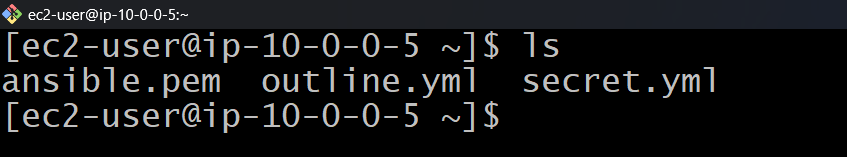 ec2-user@ip-10-0-0-5:~
[ec2-user@ip-10-0-0-5 ~]$ ls
ansible.pem  outline.yml  secret.yml
[ec2-user@ip-10-0-0-5 ~]$